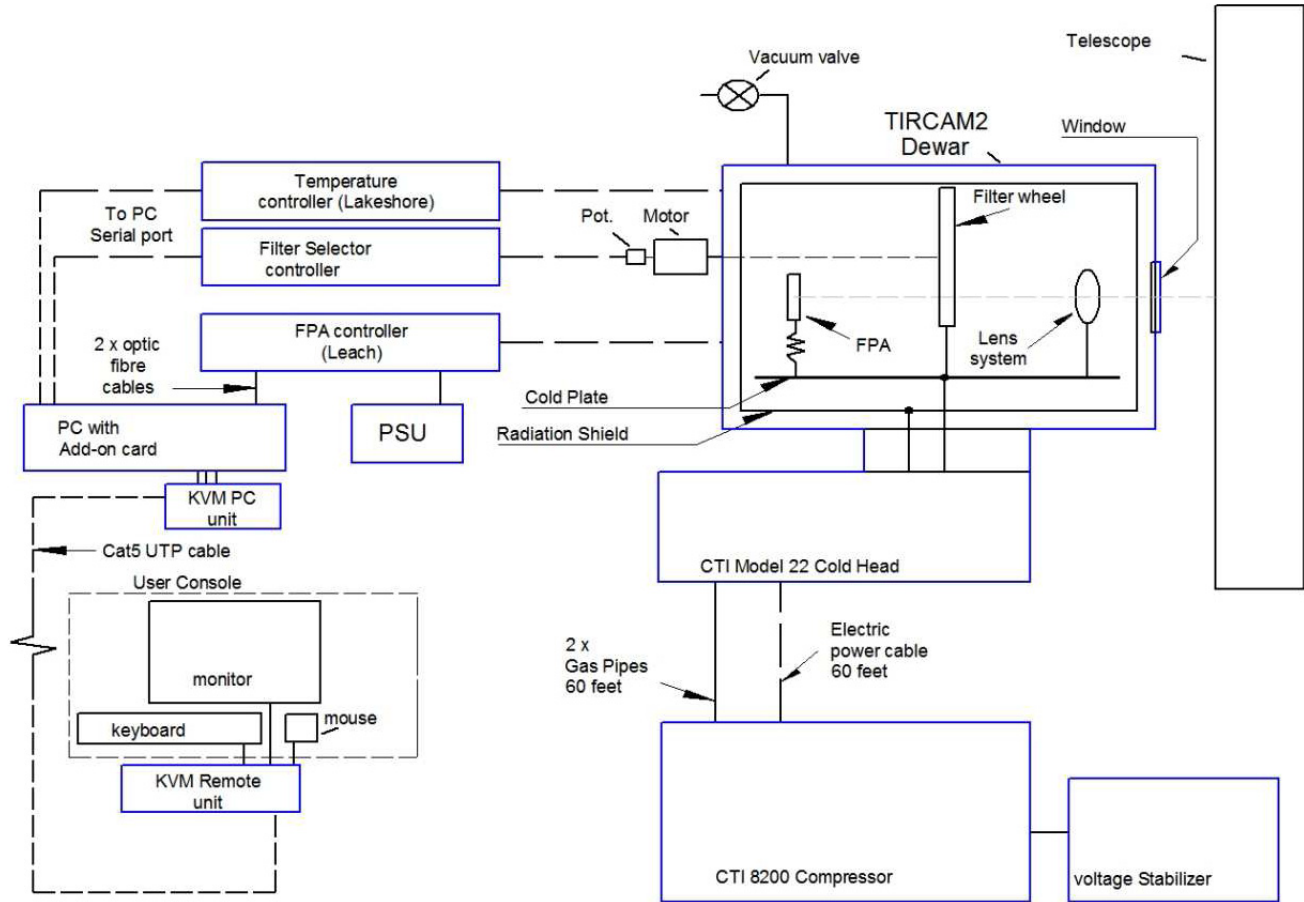 Telescope
Vacuum valve
TIRCAM2
Dewar
Window
Temperature
controller (Lakeshore)
To PC
Serial port
Filter Selector
controller
Pot.
Motor
Filter wheel
FPA controller
(Leach)
2 x optic
fibre
cables
FPA
Lens
system
Cold Plate
Radiation Shield
PC with
Add-on card
PSU
KVM PC
unit
Cat5 UTP cable
User Console
monitor
keyboard
mouse
KVM Remote
unit
CTI Model 22 Cold Head
2 x
Gas Pipes
60 feet
Electric
power cable
60 feet
CTI 8200 Compressor
voltage Stabilizer